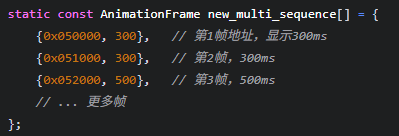 static const AnimationFrame new_multi_sequence[] = {
{0x050000, 300},   // 第1帧地址，显示300ms
{0x051000, 300},   // 第2帧，300ms
{0x052000, 500},   // 第3帧，500ms
// ... 更多帧
};